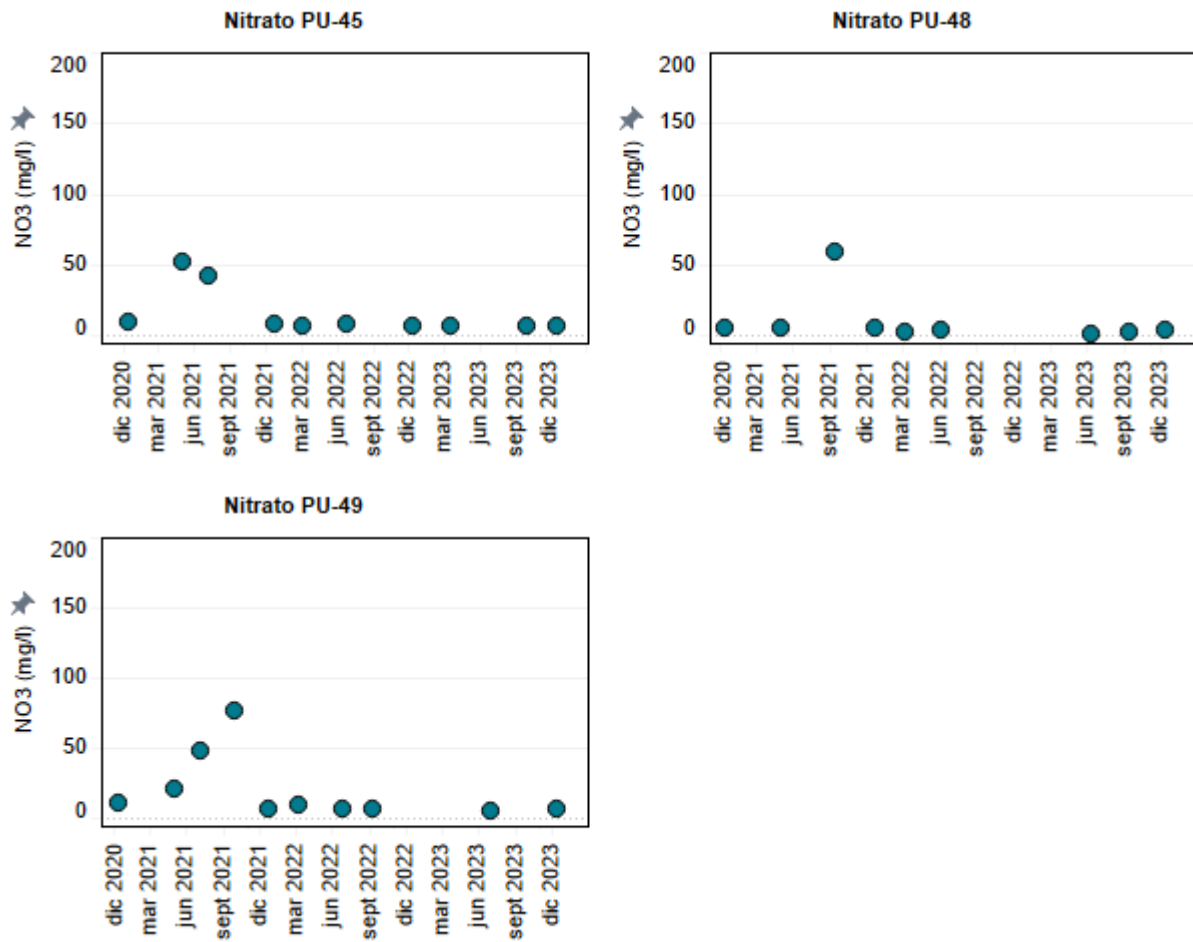 Nitrato PU-45
NO3 (mg/l)
200
150
100
50
0
dic 2020
mar 2021
jun 2021
sept 2021
dic 2021
mar 2022
jun 2022
sept 2022
dic 2022
mar 2023
jun 2023
sept 2023
dic 2023
Nitrato PU-48
NO3 (mg/l)
200
150
100
50
0
dic 2020
mar 2021
jun 2021
sept 2021
dic 2021
mar 2022
jun 2022
sept 2022
dic 2022
mar 2023
jun 2023
sept 2023
dic 2023
Nitrato PU-49
NO3 (mg/l)
200
150
100
50
0
dic 2020
mar 2021
jun 2021
sept 2021
dic 2021
mar 2022
jun 2022
sept 2022
dic 2022
mar 2023
jun 2023
sept 2023
dic 2023